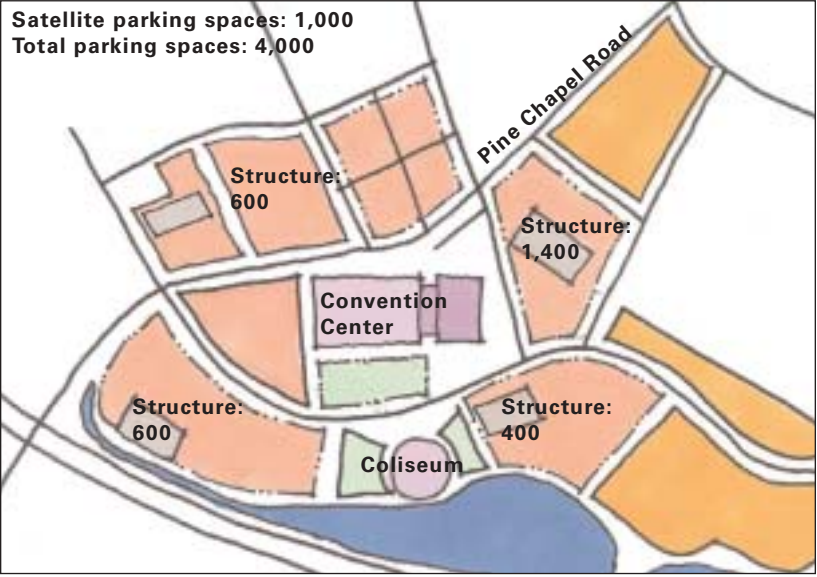 Satellite parking spaces: 1,000
Total parking spaces: 4,000
Pine Chapel Road
Structure:
600
Structure:
1,400
Convention
Center
Structure:
600
Structure:
400
Coliseum